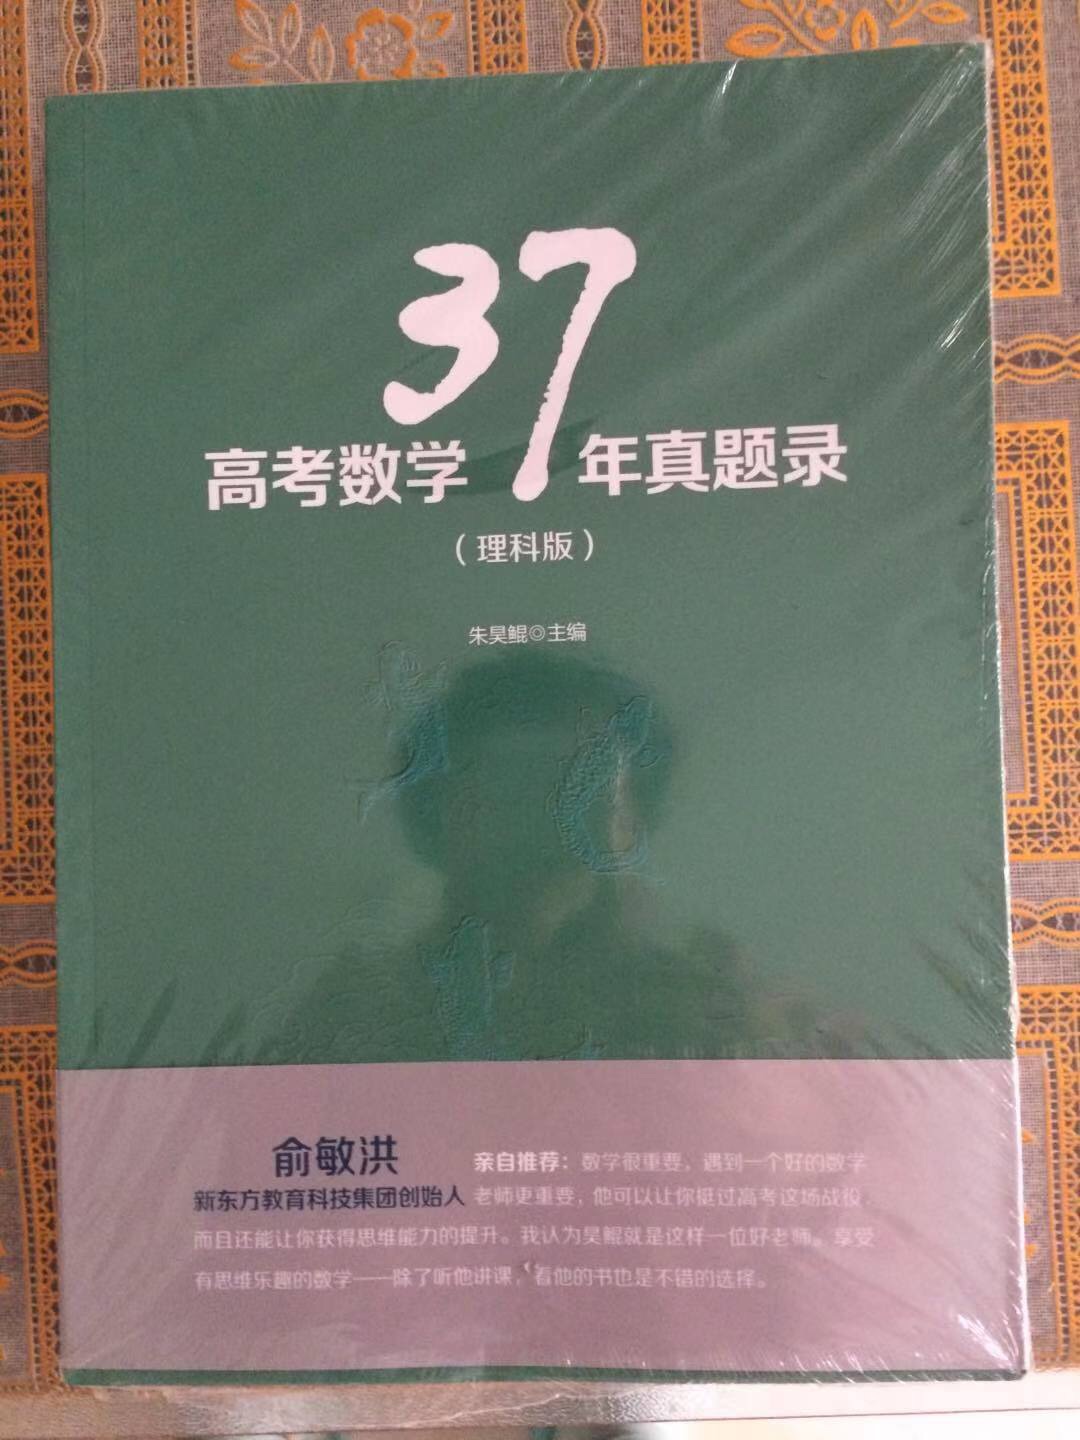 37
高考数学 年真题录
（理科版）
朱昊鲲◎主编
俞敏洪
新东方教育科技集团创始人
亲自推荐：数学很重要，遇到一个好的数学
老师更重要，他可以让你挺过高考这场战役，
而且还能让你获得思维能力的提升。我认为昊鲲就是这样一位好老师。享受
有思维乐趣的数学——除了听他讲课，看他的书也是不错的选择。